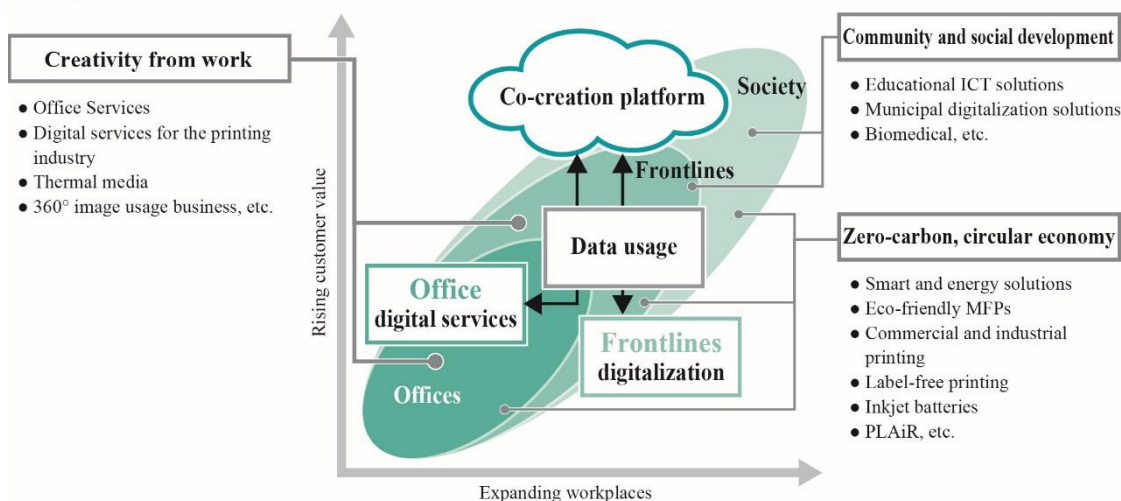 Creativity from work
● Office Services
● Digital services for the printing
industry
● Thermal media
● 360° image usage business, etc.
Rising customer value
Co-creation platform
Society
Frontlines
Data usage
Office
digital services
Frontlines
digitalization
Offices
Expanding workplaces
Community and social development
● Educational ICT solutions
● Municipal digitalization solutions
● Biomedical, etc.
Zero-carbon, circular economy
● Smart and energy solutions
● Eco-friendly MFPs
● Commercial and industrial
printing
● Label-free printing
● Inkjet batteries
● PLAiR, etc.